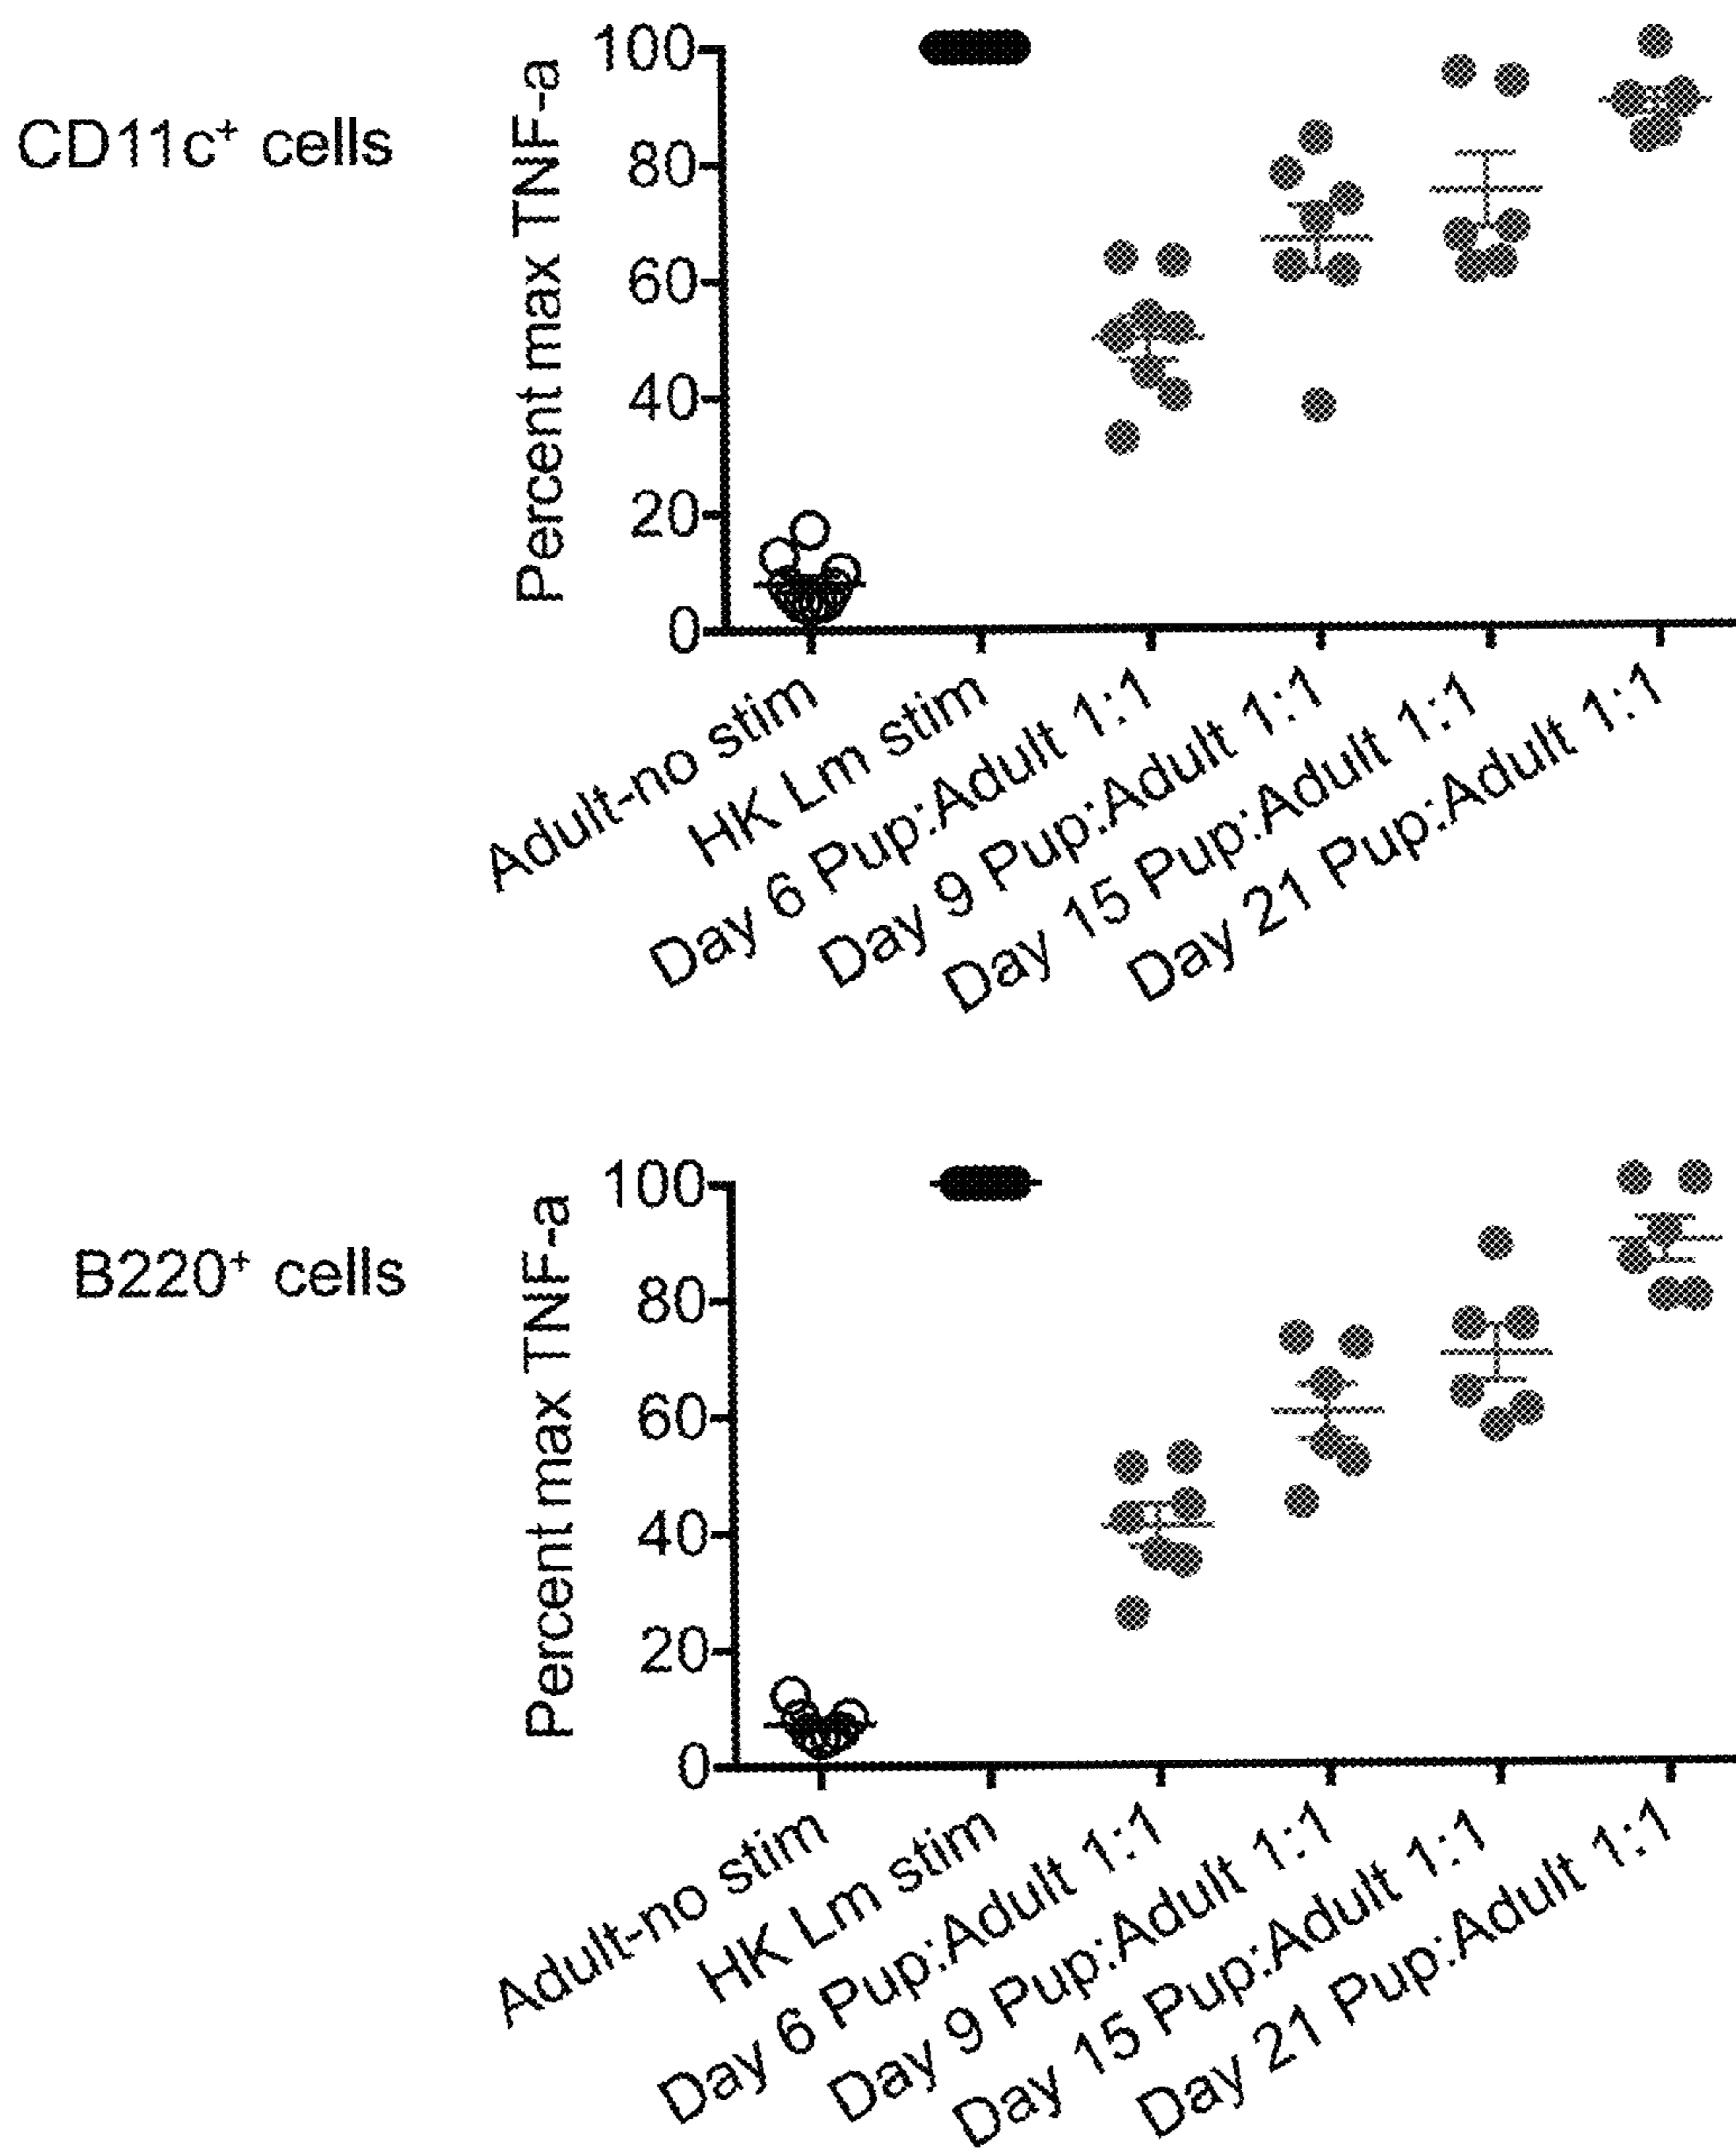 CD11c⁺ cells
Percent max TNF-a
100
80
60
40
20
0
Adult-no stim
HK Lm stim
Day 6 Pup:Adult 1:1
Day 9 Pup:Adult 1:1
Day 15 Pup:Adult 1:1
Day 21 Pup:Adult 1:1
B220⁺ cells
Percent max TNF-a
100
80
60
40
20
0
Adult-no stim
HK Lm stim
Day 6 Pup:Adult 1:1
Day 9 Pup:Adult 1:1
Day 15 Pup:Adult 1:1
Day 21 Pup:Adult 1:1